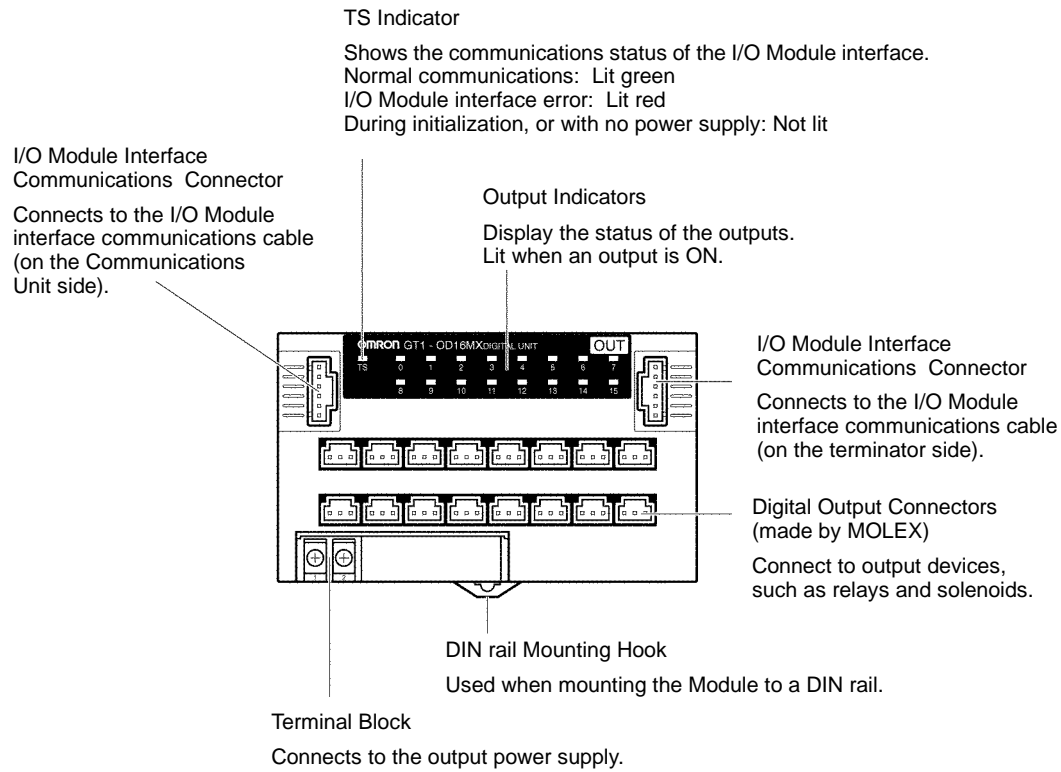 TS Indicator
Shows the communications status of the I/O Module interface.
Normal communications: Lit green
I/O Module interface error: Lit red
During initialization, or with no power supply: Not lit
I/O Module Interface
Communications Connector
Connects to the I/O Module
interface communications cable
(on the Communications
Unit side).
Output Indicators
Display the status of the outputs.
Lit when an output is ON.
OMRON GT1 - OD16MX DIGITAL UNIT OUT
TS 0 1 2 3 4 5 6 7
8 9 10 11 12 13 14 15
I/O Module Interface
Communications Connector
Connects to the I/O Module
interface communications cable
(on the terminator side).
Digital Output Connectors
(made by MOLEX)
Connect to output devices,
such as relays and solenoids.
1 2
DIN rail Mounting Hook
Used when mounting the Module to a DIN rail.
Terminal Block
Connects to the output power supply.